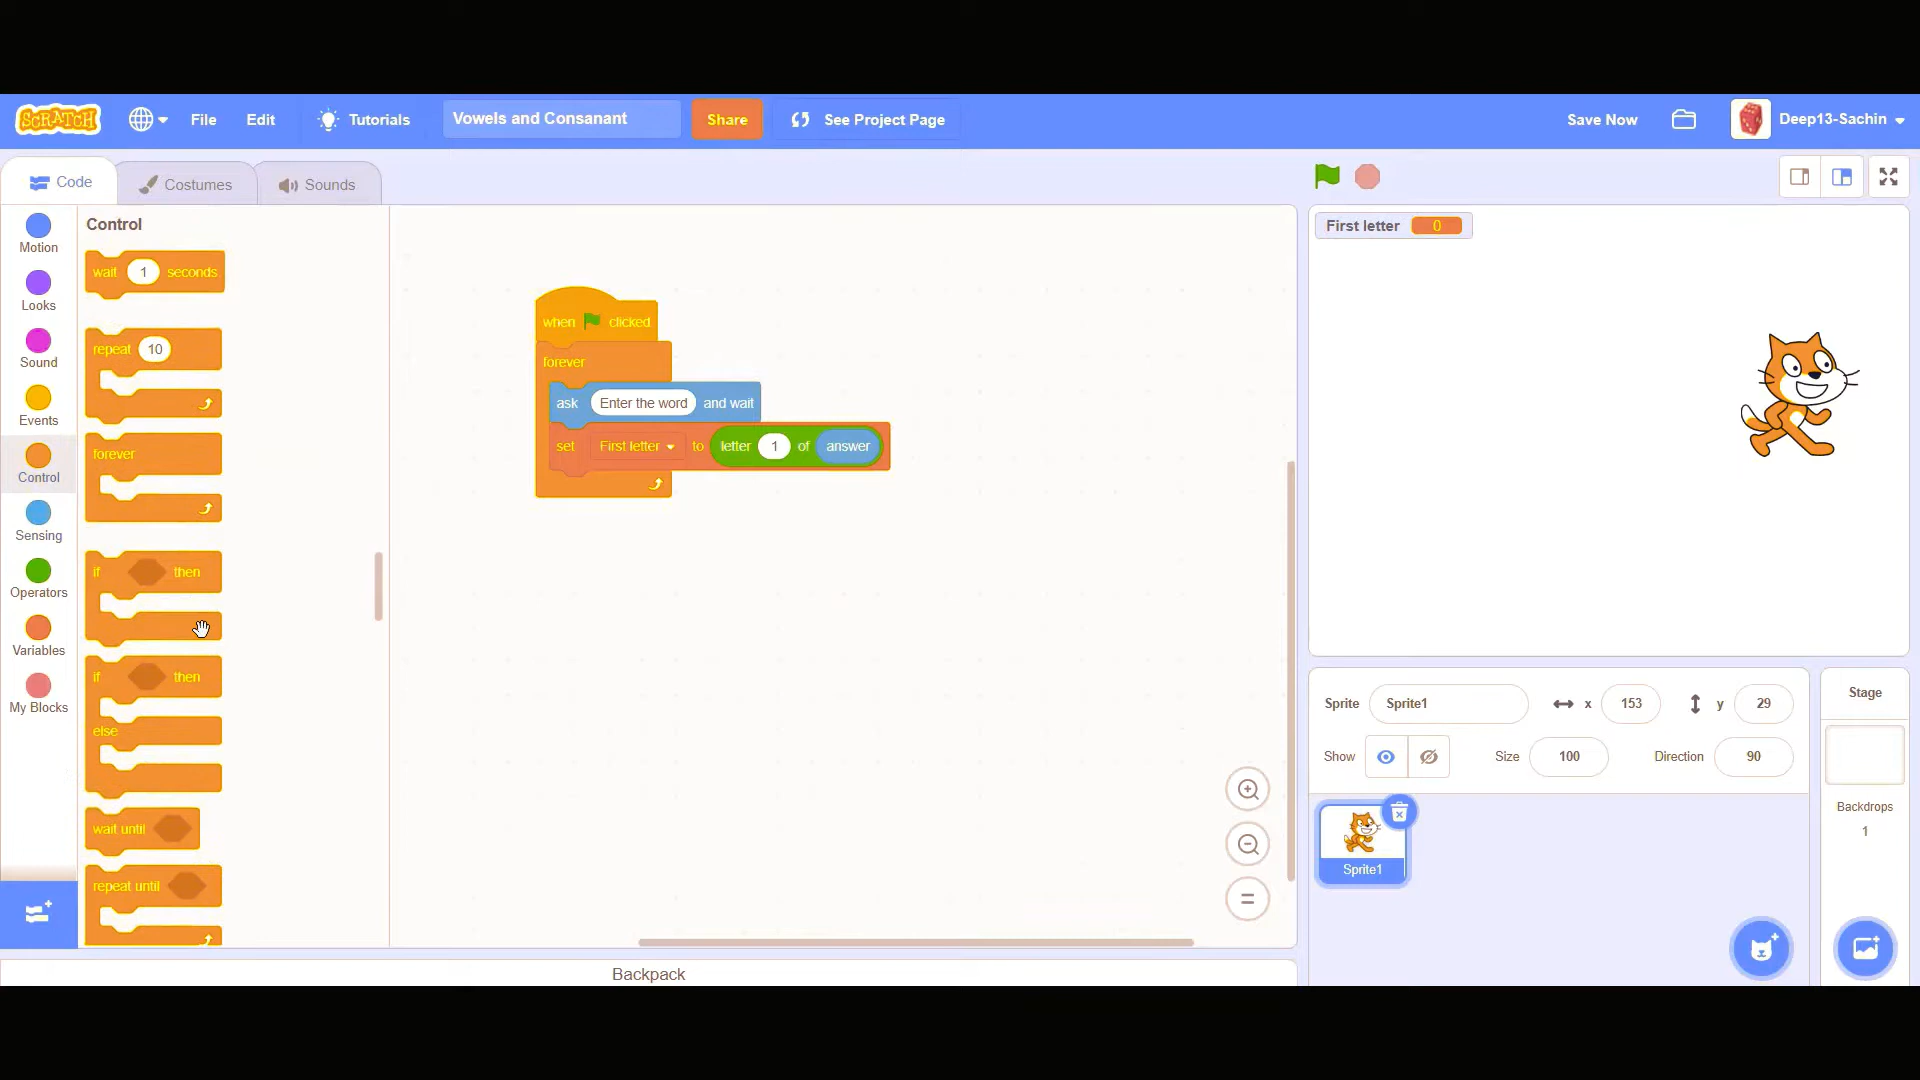 SCRATCH File Edit Tutorials Vowels and Consanant Share See Project Page Save Now Deep13-Sachin
Code Costumes Sounds
Motion
Looks
Sound
Events
Control
Sensing
Operators
Variables
My Blocks
Control
wait 1 seconds
repeat 10
forever
if then
if then
else
wait until
repeat until
when clicked
forever
ask Enter the word and wait
set First letter to letter 1 of answer
Backpack
First letter 0
Sprite Sprite1 x 153 y 29
Show Size 100 Direction 90
Sprite1
Stage
Backdrops
1